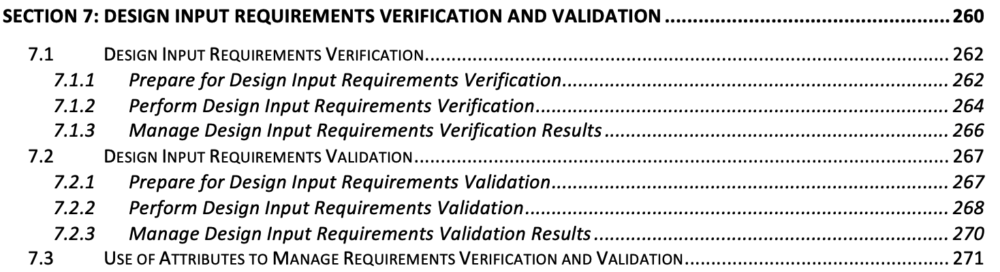 SECTION 7: DESIGN INPUT REQUIREMENTS VERIFICATION AND VALIDATION ................................................ 260
7.1 DESIGN INPUT REQUIREMENTS VERIFICATION ................................................ 262
7.1.1 Prepare for Design Input Requirements Verification ................................................ 262
7.1.2 Perform Design Input Requirements Verification ................................................ 264
7.1.3 Manage Design Input Requirements Verification Results ................................................ 266
7.2 DESIGN INPUT REQUIREMENTS VALIDATION ................................................ 267
7.2.1 Prepare for Design Input Requirements Validation ................................................ 267
7.2.2 Perform Design Input Requirements Validation ................................................ 268
7.2.3 Manage Design Input Requirements Validation Results ................................................ 270
7.3 USE OF ATTRIBUTES TO MANAGE REQUIREMENTS VERIFICATION AND VALIDATION ................................................ 271